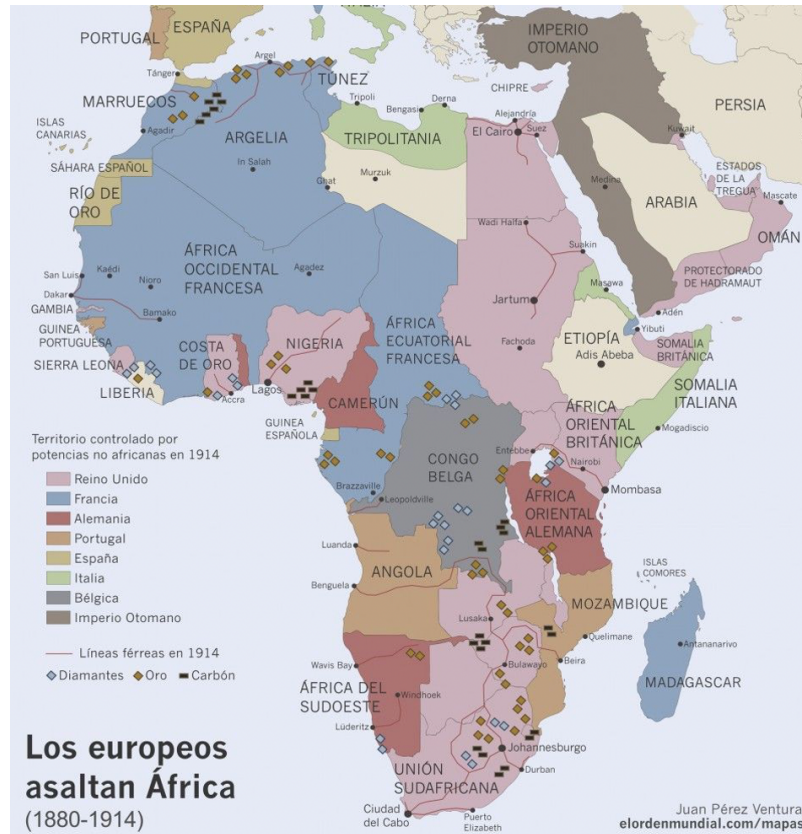 PORTUGAL
ESPAÑA
IMPERIO
OTOMANO
Tánger
Argel
TÚNEZ
CHIPRE
PERSIA
MARRUECOS
Trípoli
Bengasi
Derna
Alejandría
El Cairo
Suez
Kuwait
ISLAS
CANARIAS
Agadir
ARGELIA
TRIPOLITANIA
SÁHARA ESPAÑOL
In Salah
Ghat
Murzuk
Medina
ESTADOS
DE LA
TREGUA
Mascate
RÍO DE
ORO
ARABIA
OMÁN
Wadi Halfa
Suakin
San Luis
Kaédi
Nioro
ÁFRICA
OCCIDENTAL
FRANCESA
Agadez
Jartum
Masawa
PROTECTORADO
DE HADRAMAUT
Dakar
GAMBIA
Bamako
Adén
GUINEA
PORTUGUESA
COSTA
DE ORO
NIGERIA
ÁFRICA
ECUATORIAL
FRANCESA
Fachoda
ETIOPÍA
Adis Abeba
Yibuti
SOMALIA
BRITÁNICA
SIERRA LEONA
LIBERIA
Accra
Lagos
CAMERÚN
SOMALIA
ITALIANA
GUINEA
ESPAÑOLA
ÁFRICA
ORIENTAL
BRITÁNICA
Mogadiscio
Territorio controlado por
potencias no africanas en 1914
CONGO
BELGA
Entebbe
Nairobi
Reino Unido
Brazzaville
Leopoldville
Mombasa
Francia
ÁFRICA
ORIENTAL
ALEMANA
Alemania
Portugal
Luanda
España
ANGOLA
ISLAS
COMORES
Italia
Benguela
Bélgica
MOZAMBIQUE
Imperio Otomano
Lusaka
Quelimane
Antananarivo
Líneas férreas en 1914
Diamantes
Oro
Carbón
Wavis Bay
Bulawayo
Beira
MADAGASCAR
ÁFRICA DEL
SUDOESTE
Windhoek
Lüderitz
Johannesburgo
Los europeos
asaltan África
(1880-1914)
UNIÓN
SUDAFRICANA
Durban
Ciudad
del Cabo
Puerto
Elizabeth
Juan Pérez Ventura
elordenmundial.com/mapas